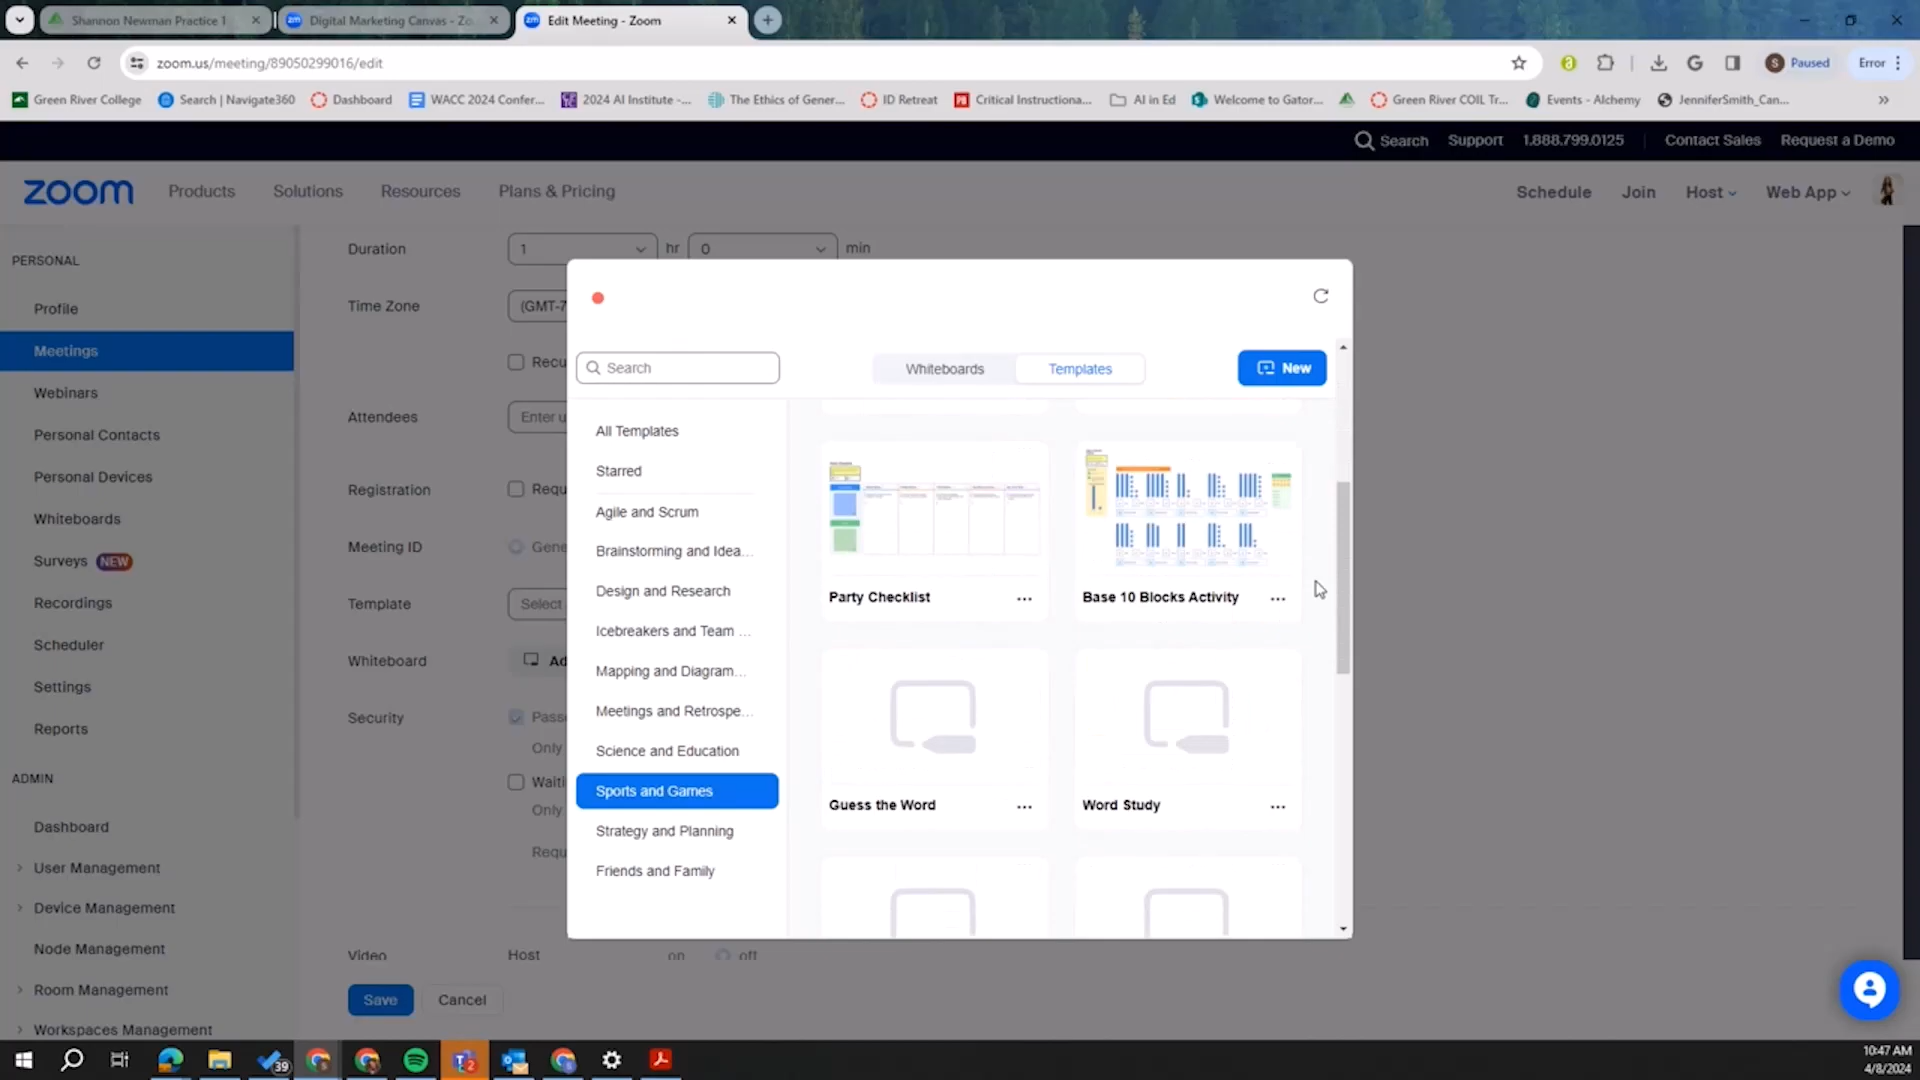 Shannon Newman Practice 1
Digital Marketing Canvas - Zo
Edit Meeting - Zoom
zoom.us/meeting/89050299016/edit
Paused
Error
Green River College
Search | Navigate360
Dashboard
WACC 2024 Confer...
2024 AI Institute -...
The Ethics of Gener...
ID Retreat
Critical Instructiona...
AI in Ed
Welcome to Gator...
Green River COIL Tr...
Events - Alchemy
JenniferSmith_Can...
Search
Support
1.888.799.0125
Contact Sales
Request a Demo
zoom
Products
Solutions
Resources
Plans & Pricing
Schedule
Join
Host
Web App
PERSONAL
Profile
Meetings
Webinars
Personal Contacts
Personal Devices
Whiteboards
Surveys NEW
Recordings
Scheduler
Settings
Reports
ADMIN
Dashboard
User Management
Device Management
Node Management
Room Management
Workspaces Management
Duration
1
hr
0
min
Time Zone
(GMT-7
Recu
Attendees
Enter u
Registration
Requ
Meeting ID
Gene
Template
Select
Whiteboard
Ad
Security
Passc
Only
Waiti
Only
Requ
Video
Host
on
off
Save
Cancel
Search
Whiteboards
Templates
New
All Templates
Starred
Agile and Scrum
Brainstorming and Idea...
Design and Research
Icebreakers and Team ...
Mapping and Diagram...
Meetings and Retrospe...
Science and Education
Sports and Games
Strategy and Planning
Friends and Family
Party Checklist
...
Base 10 Blocks Activity
...
Guess the Word
...
Word Study
...
39
10:47 AM
4/8/2024